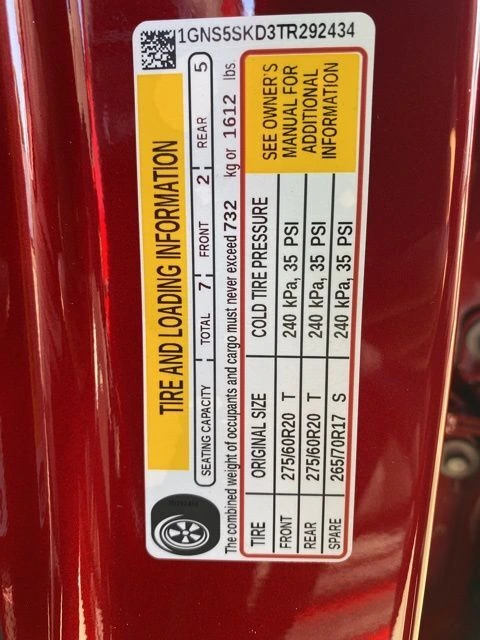 1GNS5SKD3TR292434
TIRE AND LOADING INFORMATION
SEATING CAPACITY TOTAL 7 FRONT 2 REAR 5
The combined weight of occupants and cargo must never exceed 732 kg or 1612 lbs.
TIRE ORIGINAL SIZE COLD TIRE PRESSURE
FRONT 275/60R20 T 240 kPa, 35 PSI
REAR 275/60R20 T 240 kPa, 35 PSI
SPARE 265/70R17 S 240 kPa, 35 PSI
SEE OWNER'S
MANUAL FOR
ADDITIONAL
INFORMATION